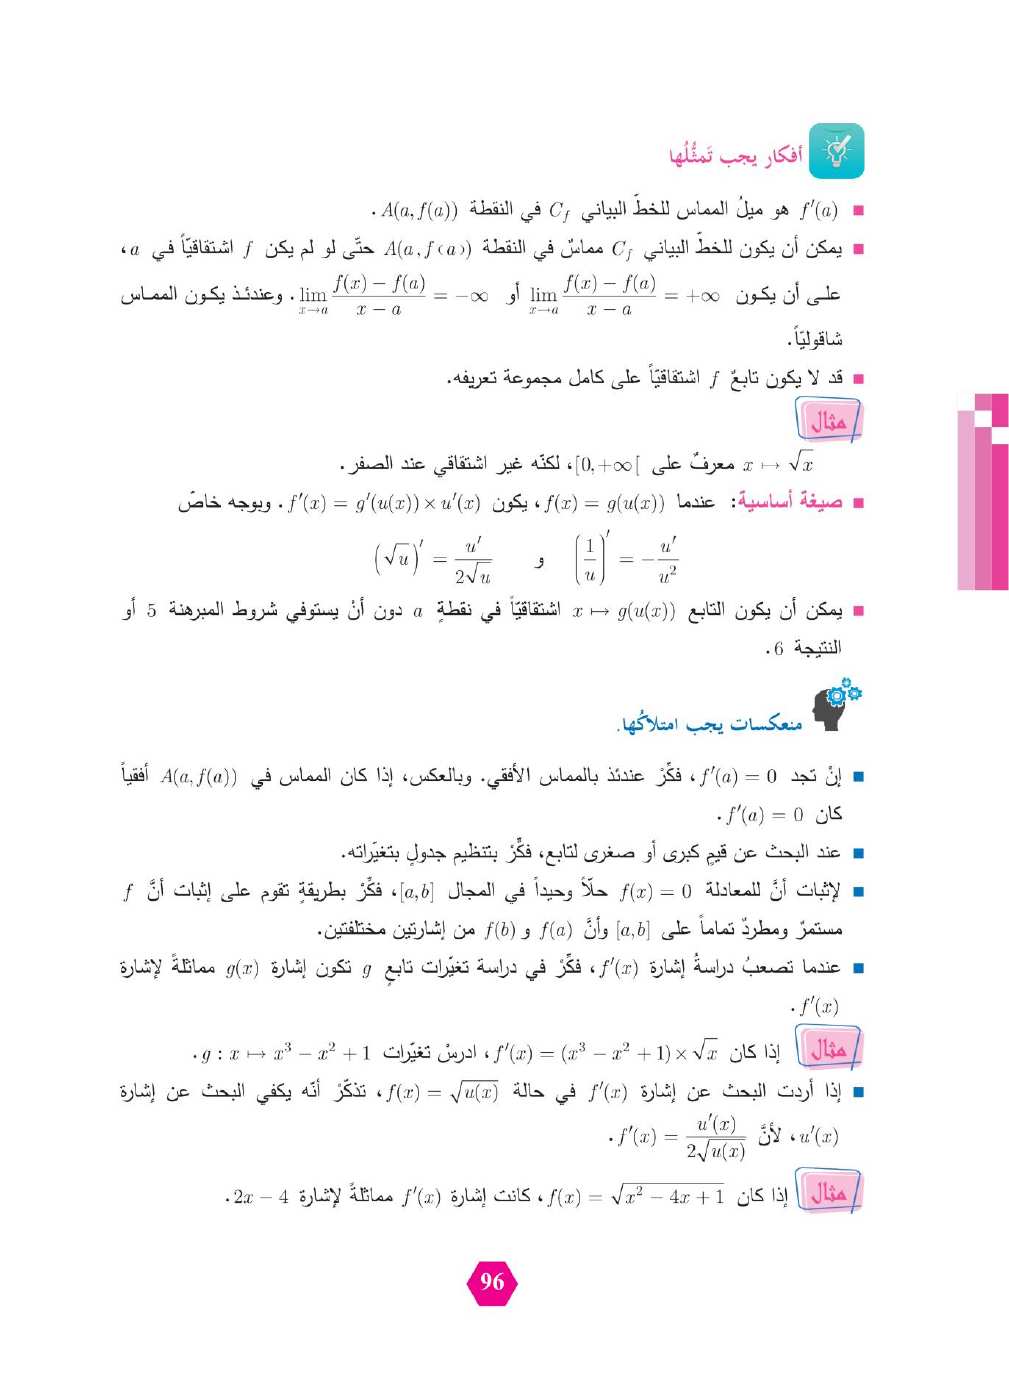 أفكار يجب تَمثُّلُها
■ f′(a) هو ميلُ المماس للخطّ البياني C_f في النقطة A(a, f(a)) .
■ يمكن أن يكون للخطّ البياني C_f مماسٌ في النقطة A(a, f(a)) حتّى لو لم يكن f اشتقاقيّاً في a ،
على أن يكون lim_{x→a} (f(x) − f(a))/(x − a) = +∞ أو lim_{x→a} (f(x) − f(a))/(x − a) = −∞ . وعندئذ يكون المماس
شاقوليّاً.
■ قد لا يكون تابعٌ f اشتقاقيّاً على كامل مجموعة تعريفه.
مثال
x ↦ √x معرفٌ على [0,+∞[ ، لكنّه غير اشتقاقي عند الصفر.
■ صيغة أساسية: عندما f(x) = g(u(x)) ، يكون f′(x) = g′(u(x)) × u′(x) . وبوجه خاصّ
(1/u)′ = −u′/u² و (√u)′ = u′/(2√u)
■ يمكن أن يكون التابع x ↦ g(u(x)) اشتقاقيّاً في نقطةٍ a دون أنْ يستوفي شروط المبرهنة 5 أو
النتيجة 6 .
منعكسات يجب امتلاكُها.
■ إنْ تجد f′(a) = 0 ، فكِّرْ عندئذ بالمماس الأفقي. وبالعكس، إذا كان المماس في A(a, f(a)) أفقياً
كان f′(a) = 0 .
■ عند البحث عن قيمٍ كبرى أو صغرى لتابع، فكِّرْ بتنظيم جدولٍ بتغيّراته.
■ لإثبات أنَّ للمعادلة f(x) = 0 حلّاً وحيداً في المجال [a,b] ، فكِّرْ بطريقةٍ تقوم على إثبات أنَّ f
مستمرٌ ومطردٌ تماماً على [a,b] وأنَّ f(a) و f(b) من إشارتين مختلفتين.
■ عندما تصعبُ دراسةُ إشارة f′(x) ، فكِّرْ في دراسة تغيّرات تابعٍ g تكون إشارة g(x) مماثلةً لإشارة
f′(x) .
مثال إذا كان f′(x) = (x³ − x² + 1) × √x ، ادرسْ تغيّرات g : x ↦ x³ − x² + 1 .
■ إذا أردت البحث عن إشارة f′(x) في حالة f(x) = √(u(x)) ، تذكّرْ أنّه يكفي البحث عن إشارة
u′(x) ، لأنَّ f′(x) = u′(x)/(2√(u(x))) .
مثال إذا كان f(x) = √(x² − 4x + 1) ، كانت إشارة f′(x) مماثلةً لإشارة 2x − 4 .
96